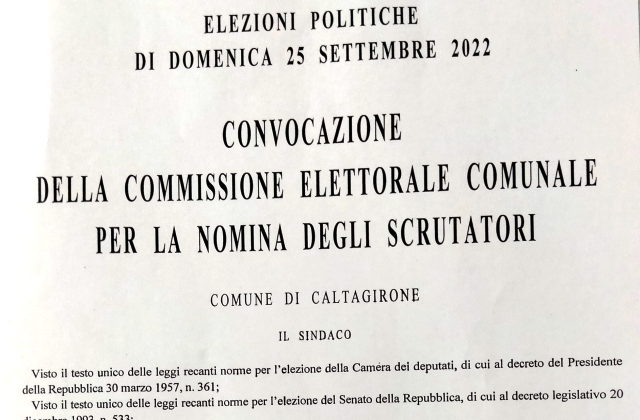 ELEZIONI POLITICHE
DI DOMENICA 25 SETTEMBRE 2022
CONVOCAZIONE
DELLA COMMISSIONE ELETTORALE COMUNALE
PER LA NOMINA DEGLI SCRUTATORI
COMUNE DI CALTAGIRONE
IL SINDACO
Visto il testo unico delle leggi recanti norme per l'elezione della Camera dei deputati, di cui al decreto del Presidente
della Repubblica 30 marzo 1957, n. 361;
Visto il testo unico delle leggi recanti norme per l'elezione del Senato della Repubblica, di cui al decreto legislativo 20
dicembre 1993, n. 533;